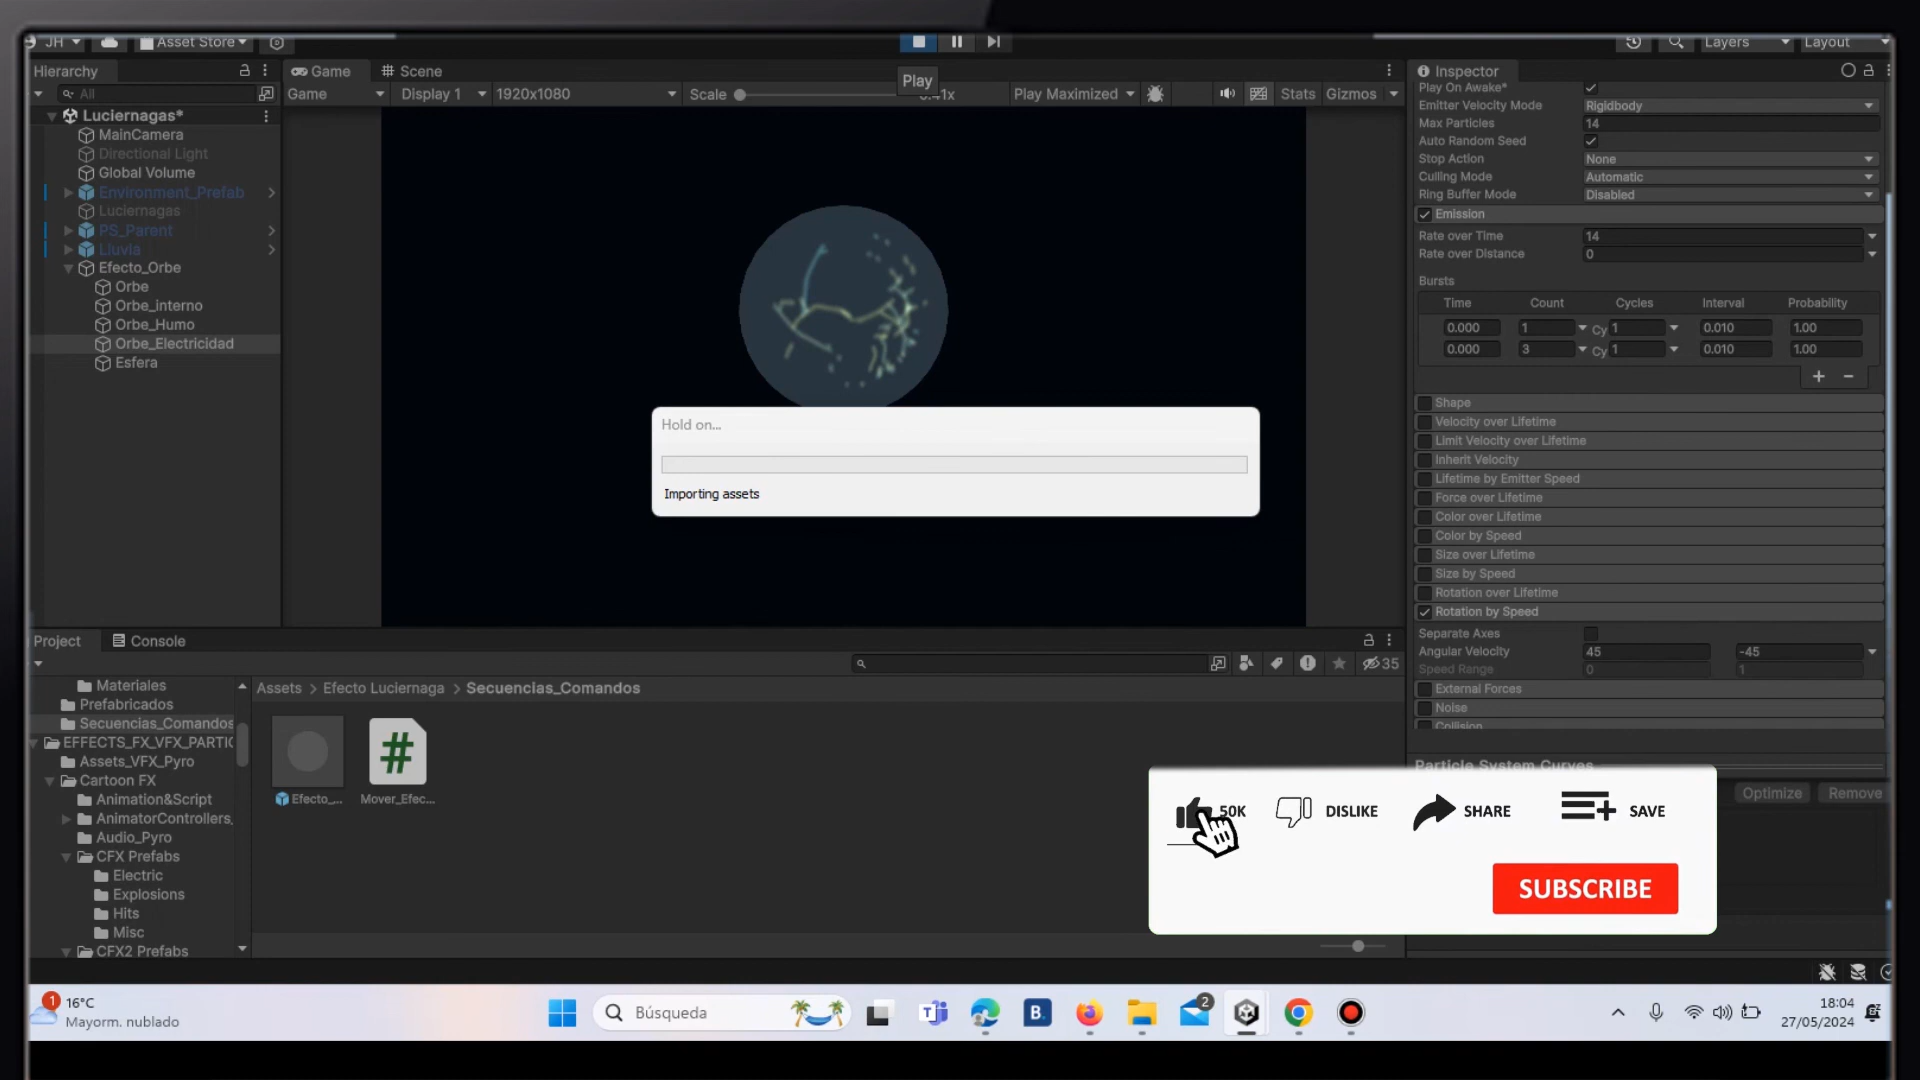 JH
Asset Store
Layers
Layout
Hierarchy
Game
Scene
Play
Inspector
All
Game
Display 1
1920x1080
Scale
Play Maximized
Stats
Gizmos
Luciernagas*
MainCamera
Directional Light
Global Volume
Environment_Prefab
Luciernagas
PS_Parent
Lluvia
Efecto_Orbe
Orbe
Orbe_interno
Orbe_Humo
Orbe_Electricidad
Esfera
Hold on...
Importing assets
Play On Awake*
Emitter Velocity Mode Rigidbody
Max Particles 14
Auto Random Seed
Stop Action None
Culling Mode Automatic
Ring Buffer Mode Disabled
Emission
Rate over Time 14
Rate over Distance 0
Bursts
Time Count Cycles Interval Probability
0.000 1 Cy 1 0.010 1.00
0.000 3 Cy 1 0.010 1.00
+ −
Shape
Velocity over Lifetime
Limit Velocity over Lifetime
Inherit Velocity
Lifetime by Emitter Speed
Force over Lifetime
Color over Lifetime
Color by Speed
Size over Lifetime
Size by Speed
Rotation over Lifetime
Rotation by Speed
Separate Axes
Angular Velocity 45 -45
Speed Range 0 1
External Forces
Noise
Collision
Particle System Curves
Optimize
Remove
Project
Console
35
Assets > Efecto Luciernaga > Secuencias_Comandos
Materiales
Prefabricados
Secuencias_Comandos
EFFECTS_FX_VFX_PARTIC
Assets_VFX_Pyro
Cartoon FX
Animation&Script
AnimatorControllers_
Audio_Pyro
CFX Prefabs
Electric
Explosions
Hits
Misc
CFX2 Prefabs
#
Efecto_...
Mover_Efec...
50K
DISLIKE
SHARE
SAVE
SUBSCRIBE
1
16°C
Mayorm. nublado
Búsqueda
B.
2
18:04
27/05/2024